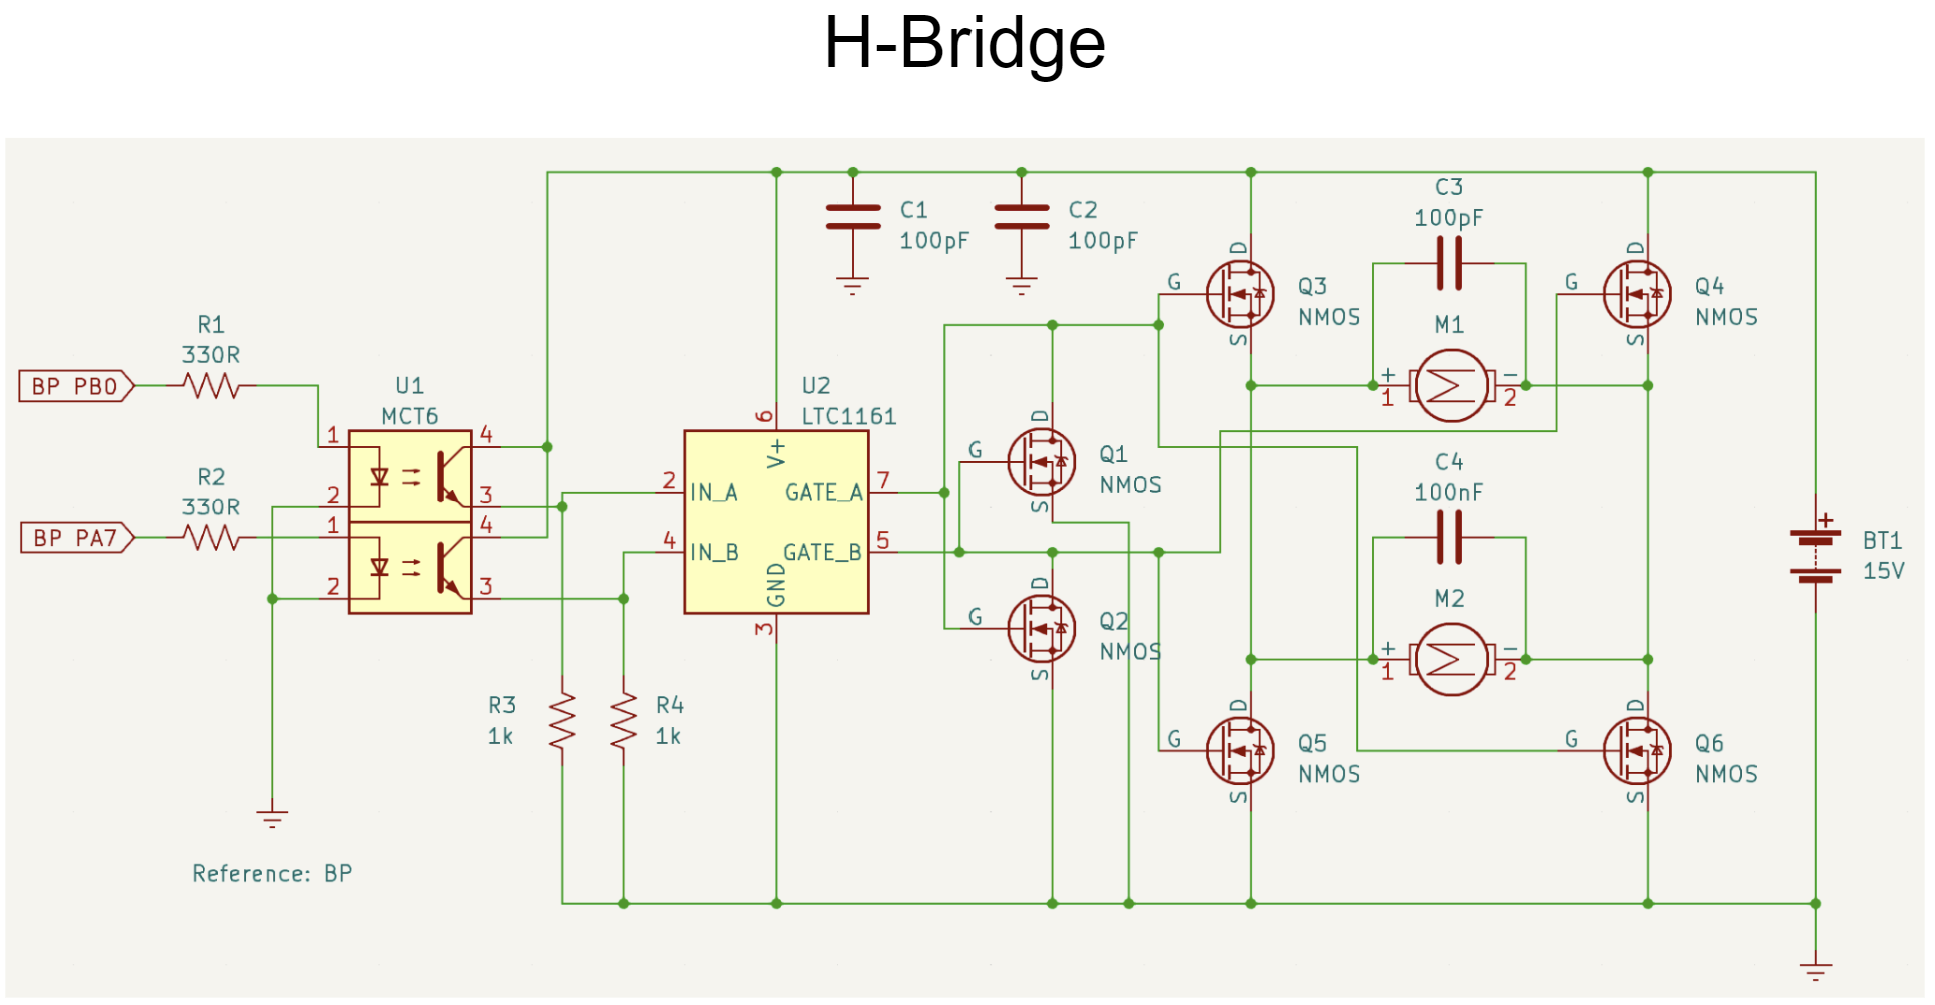 H-Bridge
BP PB0
R1
330R
BP PA7
R2
330R
U1
MCT6
1
2
1
2
4
3
4
3
Reference: BP
R3
1k
R4
1k
U2
LTC1161
6
V+
2
IN_A
4
IN_B
GATE_A
7
GATE_B
5
GND
3
C1
100pF
C2
100pF
D
G
S
Q1
NMOS
D
G
S
Q2
NMOS
D
G
S
Q3
NMOS
C3
100pF
M1
+
1
−
2
D
G
S
Q4
NMOS
C4
100nF
M2
+
1
−
2
D
G
S
Q5
NMOS
D
G
S
Q6
NMOS
+
BT1
15V